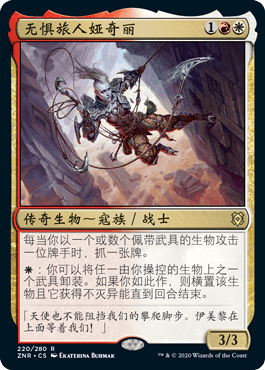 无惧旅人娅奇丽 1
传奇生物～寇族 / 战士
每当你以一个或数个佩带武具的生物攻击
一位牌手时,抓一张牌。
:你可以将任一由你操控的生物上之一
个武具卸装。如果你如此作,则横置该生
物且它获得不灭异能直到回合结束。
「天使也不能阻挡我们的攀爬脚步。伊美黎在
上面等着我们!」
3/3
220/280 R
ZNR • CS EKATERINA BURMAK
™ & © 2020 Wizards of the Coast